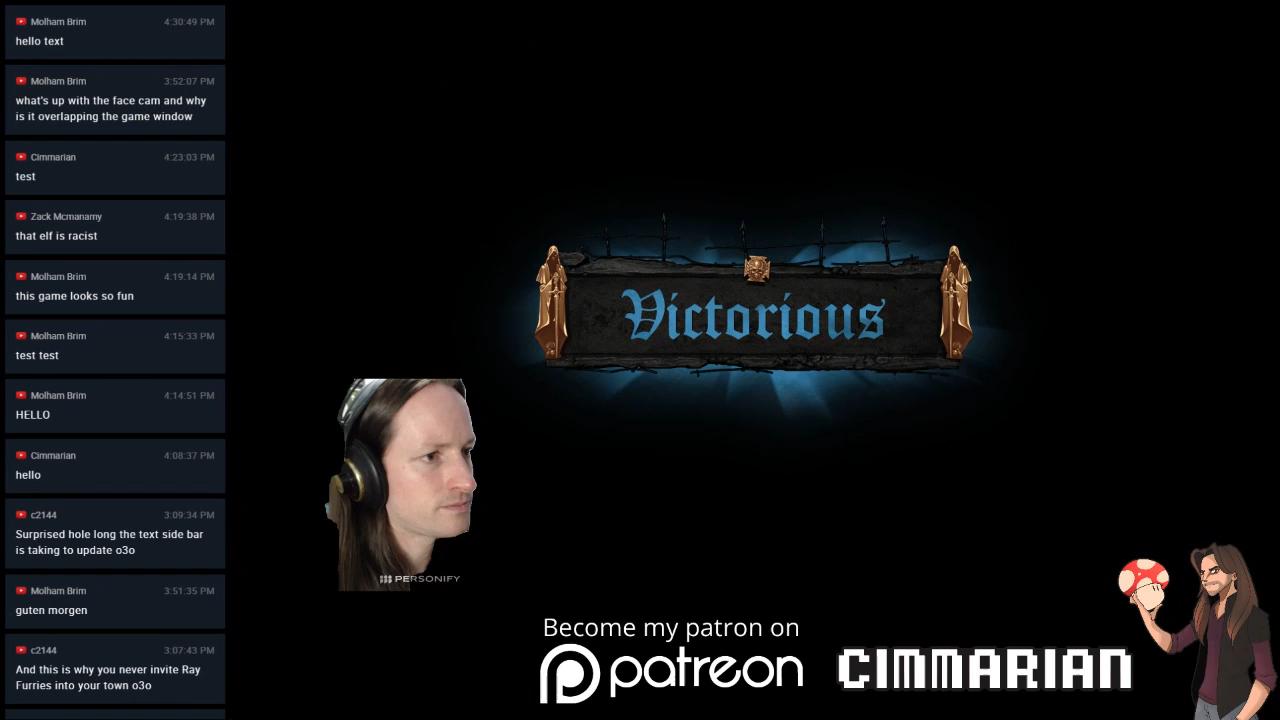 Molham Brim 4:30:49 PM
hello text
Molham Brim 3:52:07 PM
what's up with the face cam and why
is it overlapping the game window
Cimmarian 4:23:03 PM
test
Zack Mcmanamy 4:19:38 PM
that elf is racist
Molham Brim 4:19:14 PM
this game looks so fun
Molham Brim 4:15:33 PM
test test
Molham Brim 4:14:51 PM
HELLO
Cimmarian 4:08:37 PM
hello
c2144 3:09:34 PM
Surprised hole long the text side bar
is taking to update o3o
Molham Brim 3:51:35 PM
guten morgen
c2144 3:07:43 PM
And this is why you never invite Ray
Furries into your town o3o
Victorious
PERSONIFY
Become my patron on
patreon
CIMMARIAN